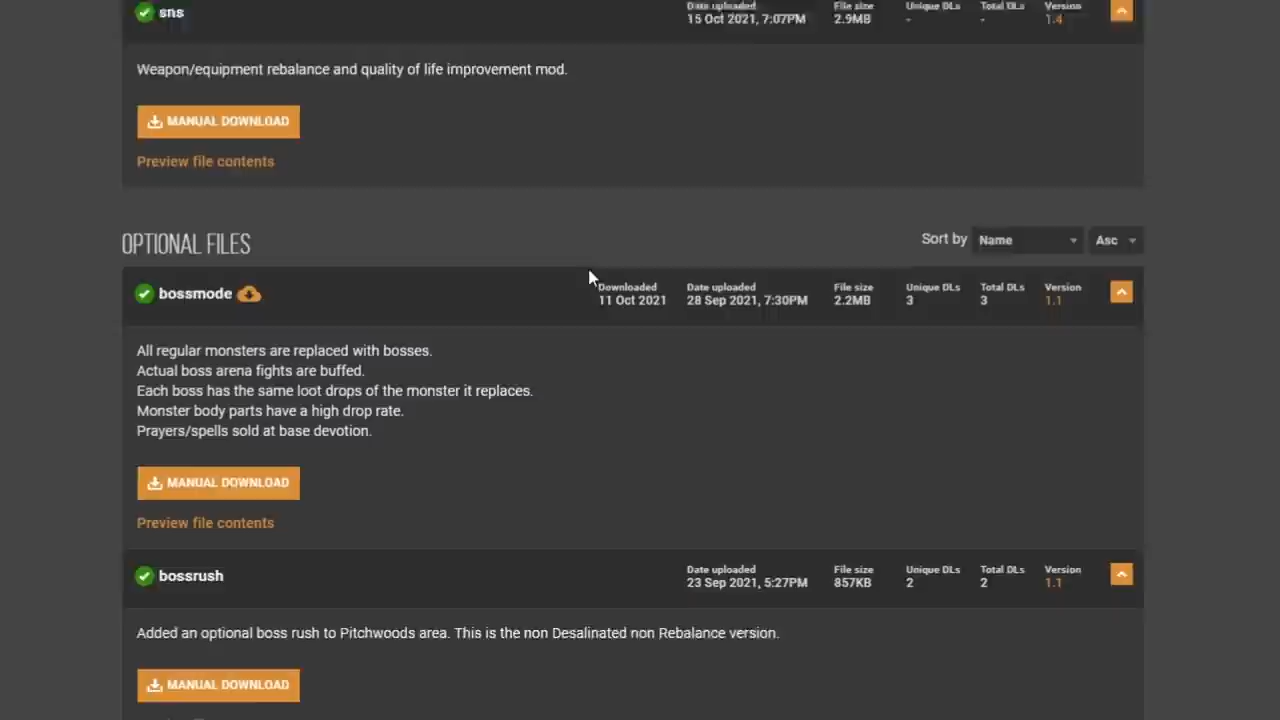 sns
Date uploaded File size Unique DLs Total DLs Version
15 Oct 2021, 7:07PM 2.9MB - - 1.4
Weapon/equipment rebalance and quality of life improvement mod.
MANUAL DOWNLOAD
Preview file contents
OPTIONAL FILES
Sort by Name Asc
bossmode
Downloaded Date uploaded File size Unique DLs Total DLs Version
11 Oct 2021 28 Sep 2021, 7:30PM 2.2MB 3 3 1.1
All regular monsters are replaced with bosses.
Actual boss arena fights are buffed.
Each boss has the same loot drops of the monster it replaces.
Monster body parts have a high drop rate.
Prayers/spells sold at base devotion.
MANUAL DOWNLOAD
Preview file contents
bossrush
Date uploaded File size Unique DLs Total DLs Version
23 Sep 2021, 5:27PM 857KB 2 2 1.1
Added an optional boss rush to Pitchwoods area. This is the non Desalinated non Rebalance version.
MANUAL DOWNLOAD